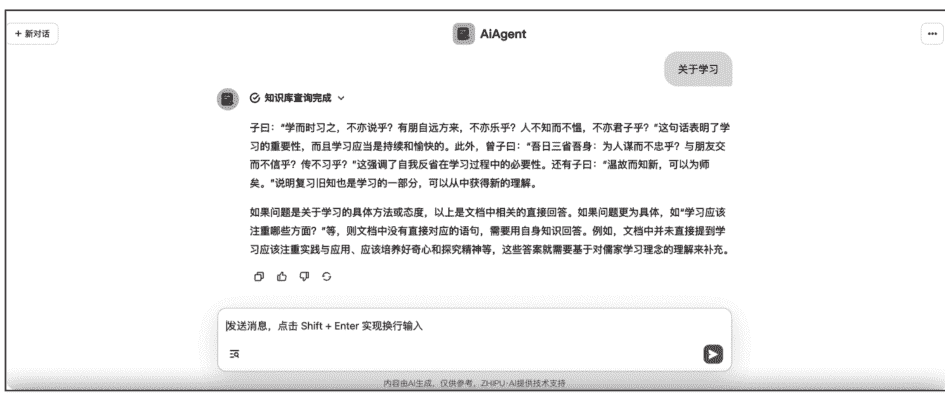 + 新对话
AiAgent
关于学习
知识库查询完成
子曰：“学而时习之，不亦说乎？有朋自远方来，不亦乐乎？人不知而不愠，不亦君子乎？”这句话表明了学
习的重要性，而且学习应当是持续和愉快的。此外，曾子曰：“吾日三省吾身：为人谋而不忠乎？与朋友交
而不信乎？传不习乎？”这强调了自我反省在学习过程中的必要性。还有子曰：“温故而知新，可以为师
矣。”说明复习旧知也是学习的一部分，可以从中获得新的理解。
如果问题是关于学习的具体方法或态度，以上是文档中相关的直接回答。如果问题更为具体，如“学习应该
注重哪些方面？”等，则文档中没有直接对应的语句，需要用自身知识回答。例如，文档中并未直接提到学
习应该注重实践与应用、应该培养好奇心和探究精神等，这些答案就需要基于对儒家学习理念的理解来补充。
发送消息，点击 Shift + Enter 实现换行输入
内容由AI生成，仅供参考，ZHIPU·AI提供技术支持